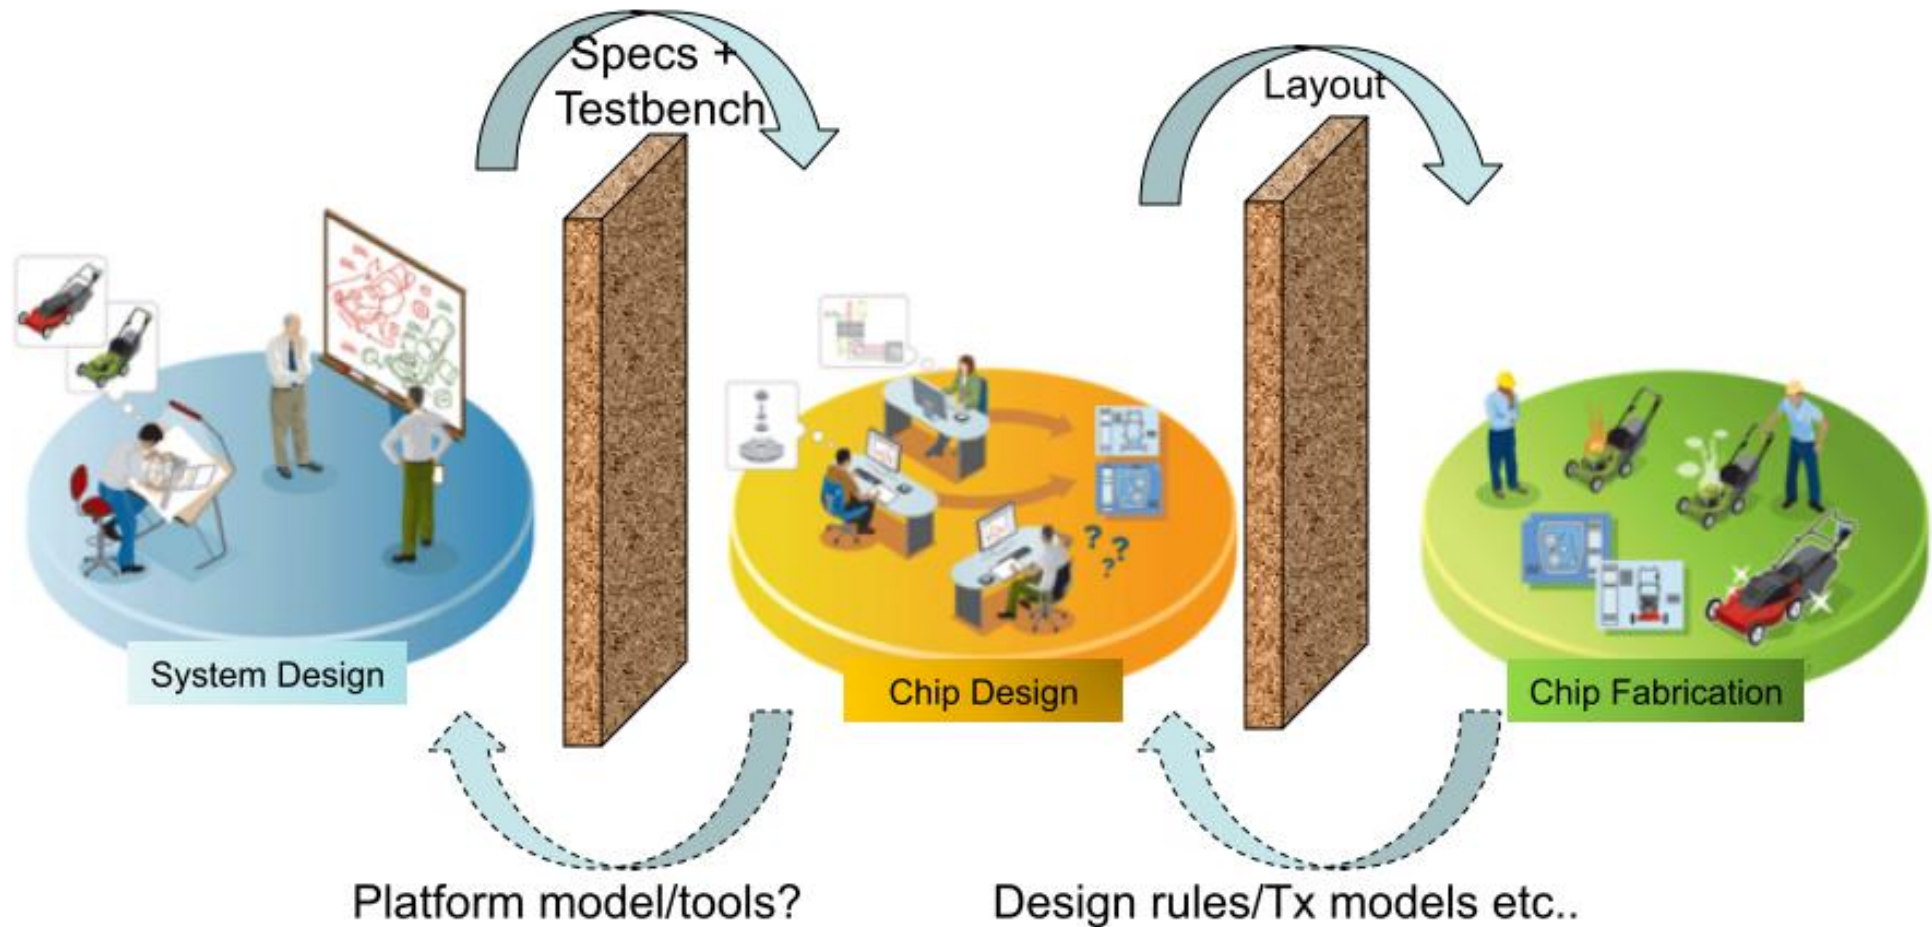 Specs +
Testbench
Layout
? ? ?
System Design
Chip Design
Chip Fabrication
Platform model/tools?
Design rules/Tx models etc..